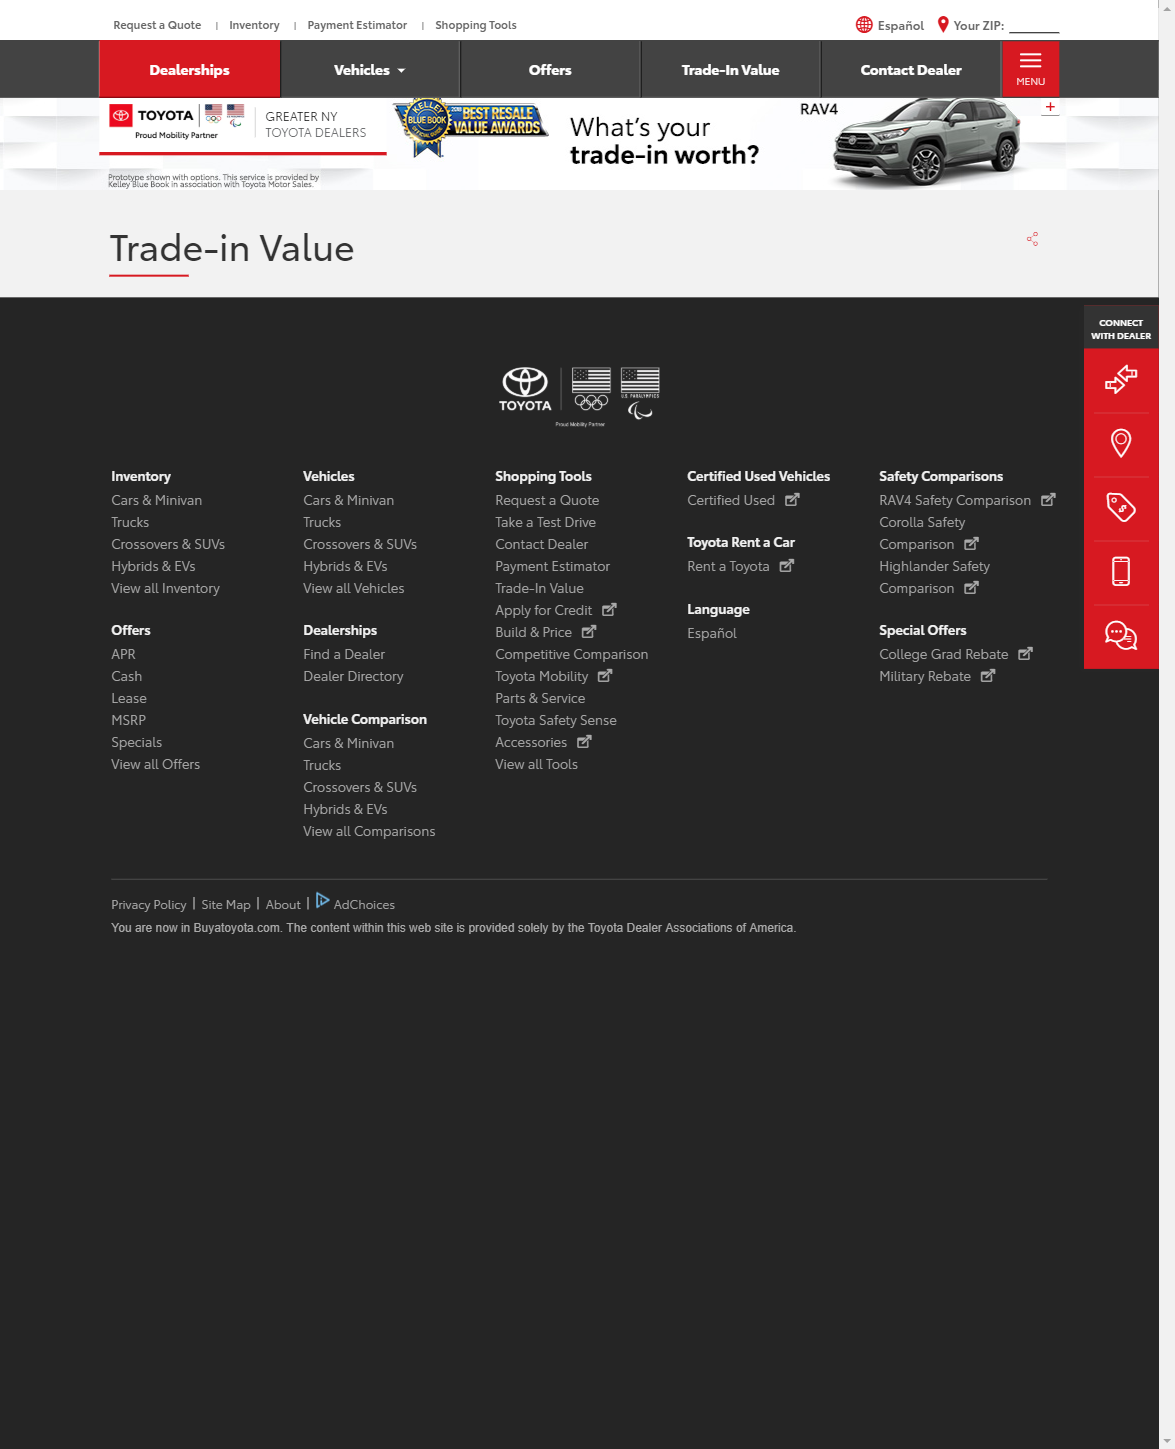 Request a Quote | Inventory | Payment Estimator | Shopping Tools
Español Your ZIP:
Dealerships Vehicles Offers Trade-In Value Contact Dealer MENU
TOYOTA
Proud Mobility Partner
GREATER NY
TOYOTA DEALERS
Prototype shown with options. This service is provided by
Kelley Blue Book in association with Toyota Motor Sales.
KELLEY
BLUE BOOK
2018 BEST RESALE
VALUE AWARDS
What's your
trade-in worth?
RAV4
+
Trade-in Value
CONNECT
WITH DEALER
TOYOTA
U.S. PARALYMPICS
Proud Mobility Partner
Inventory
Cars & Minivan
Trucks
Crossovers & SUVs
Hybrids & EVs
View all Inventory
Offers
APR
Cash
Lease
MSRP
Specials
View all Offers
Vehicles
Cars & Minivan
Trucks
Crossovers & SUVs
Hybrids & EVs
View all Vehicles
Dealerships
Find a Dealer
Dealer Directory
Vehicle Comparison
Cars & Minivan
Trucks
Crossovers & SUVs
Hybrids & EVs
View all Comparisons
Shopping Tools
Request a Quote
Take a Test Drive
Contact Dealer
Payment Estimator
Trade-In Value
Apply for Credit
Build & Price
Competitive Comparison
Toyota Mobility
Parts & Service
Toyota Safety Sense
Accessories
View all Tools
Certified Used Vehicles
Certified Used
Toyota Rent a Car
Rent a Toyota
Language
Español
Safety Comparisons
RAV4 Safety Comparison
Corolla Safety
Comparison
Highlander Safety
Comparison
Special Offers
College Grad Rebate
Military Rebate
Privacy Policy | Site Map | About | AdChoices
You are now in Buyatoyota.com. The content within this web site is provided solely by the Toyota Dealer Associations of America.